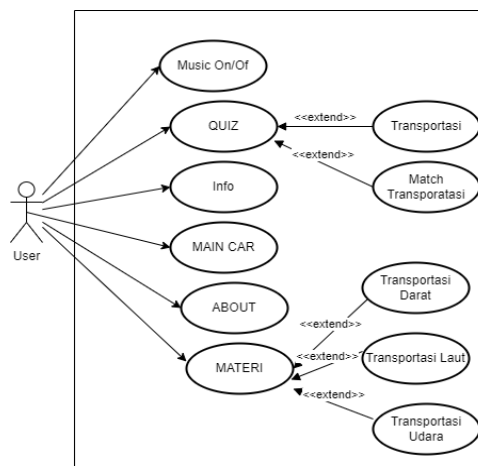 Music On/Of
QUIZ
<<extend>>
Transportasi
<<extend>>
Match
Transporatasi
Info
User
MAIN CAR
ABOUT
Transportasi
Darat
<<extend>>
MATERI
<<extend>>
Transportasi Laut
<<extend>>
Transportasi
Udara